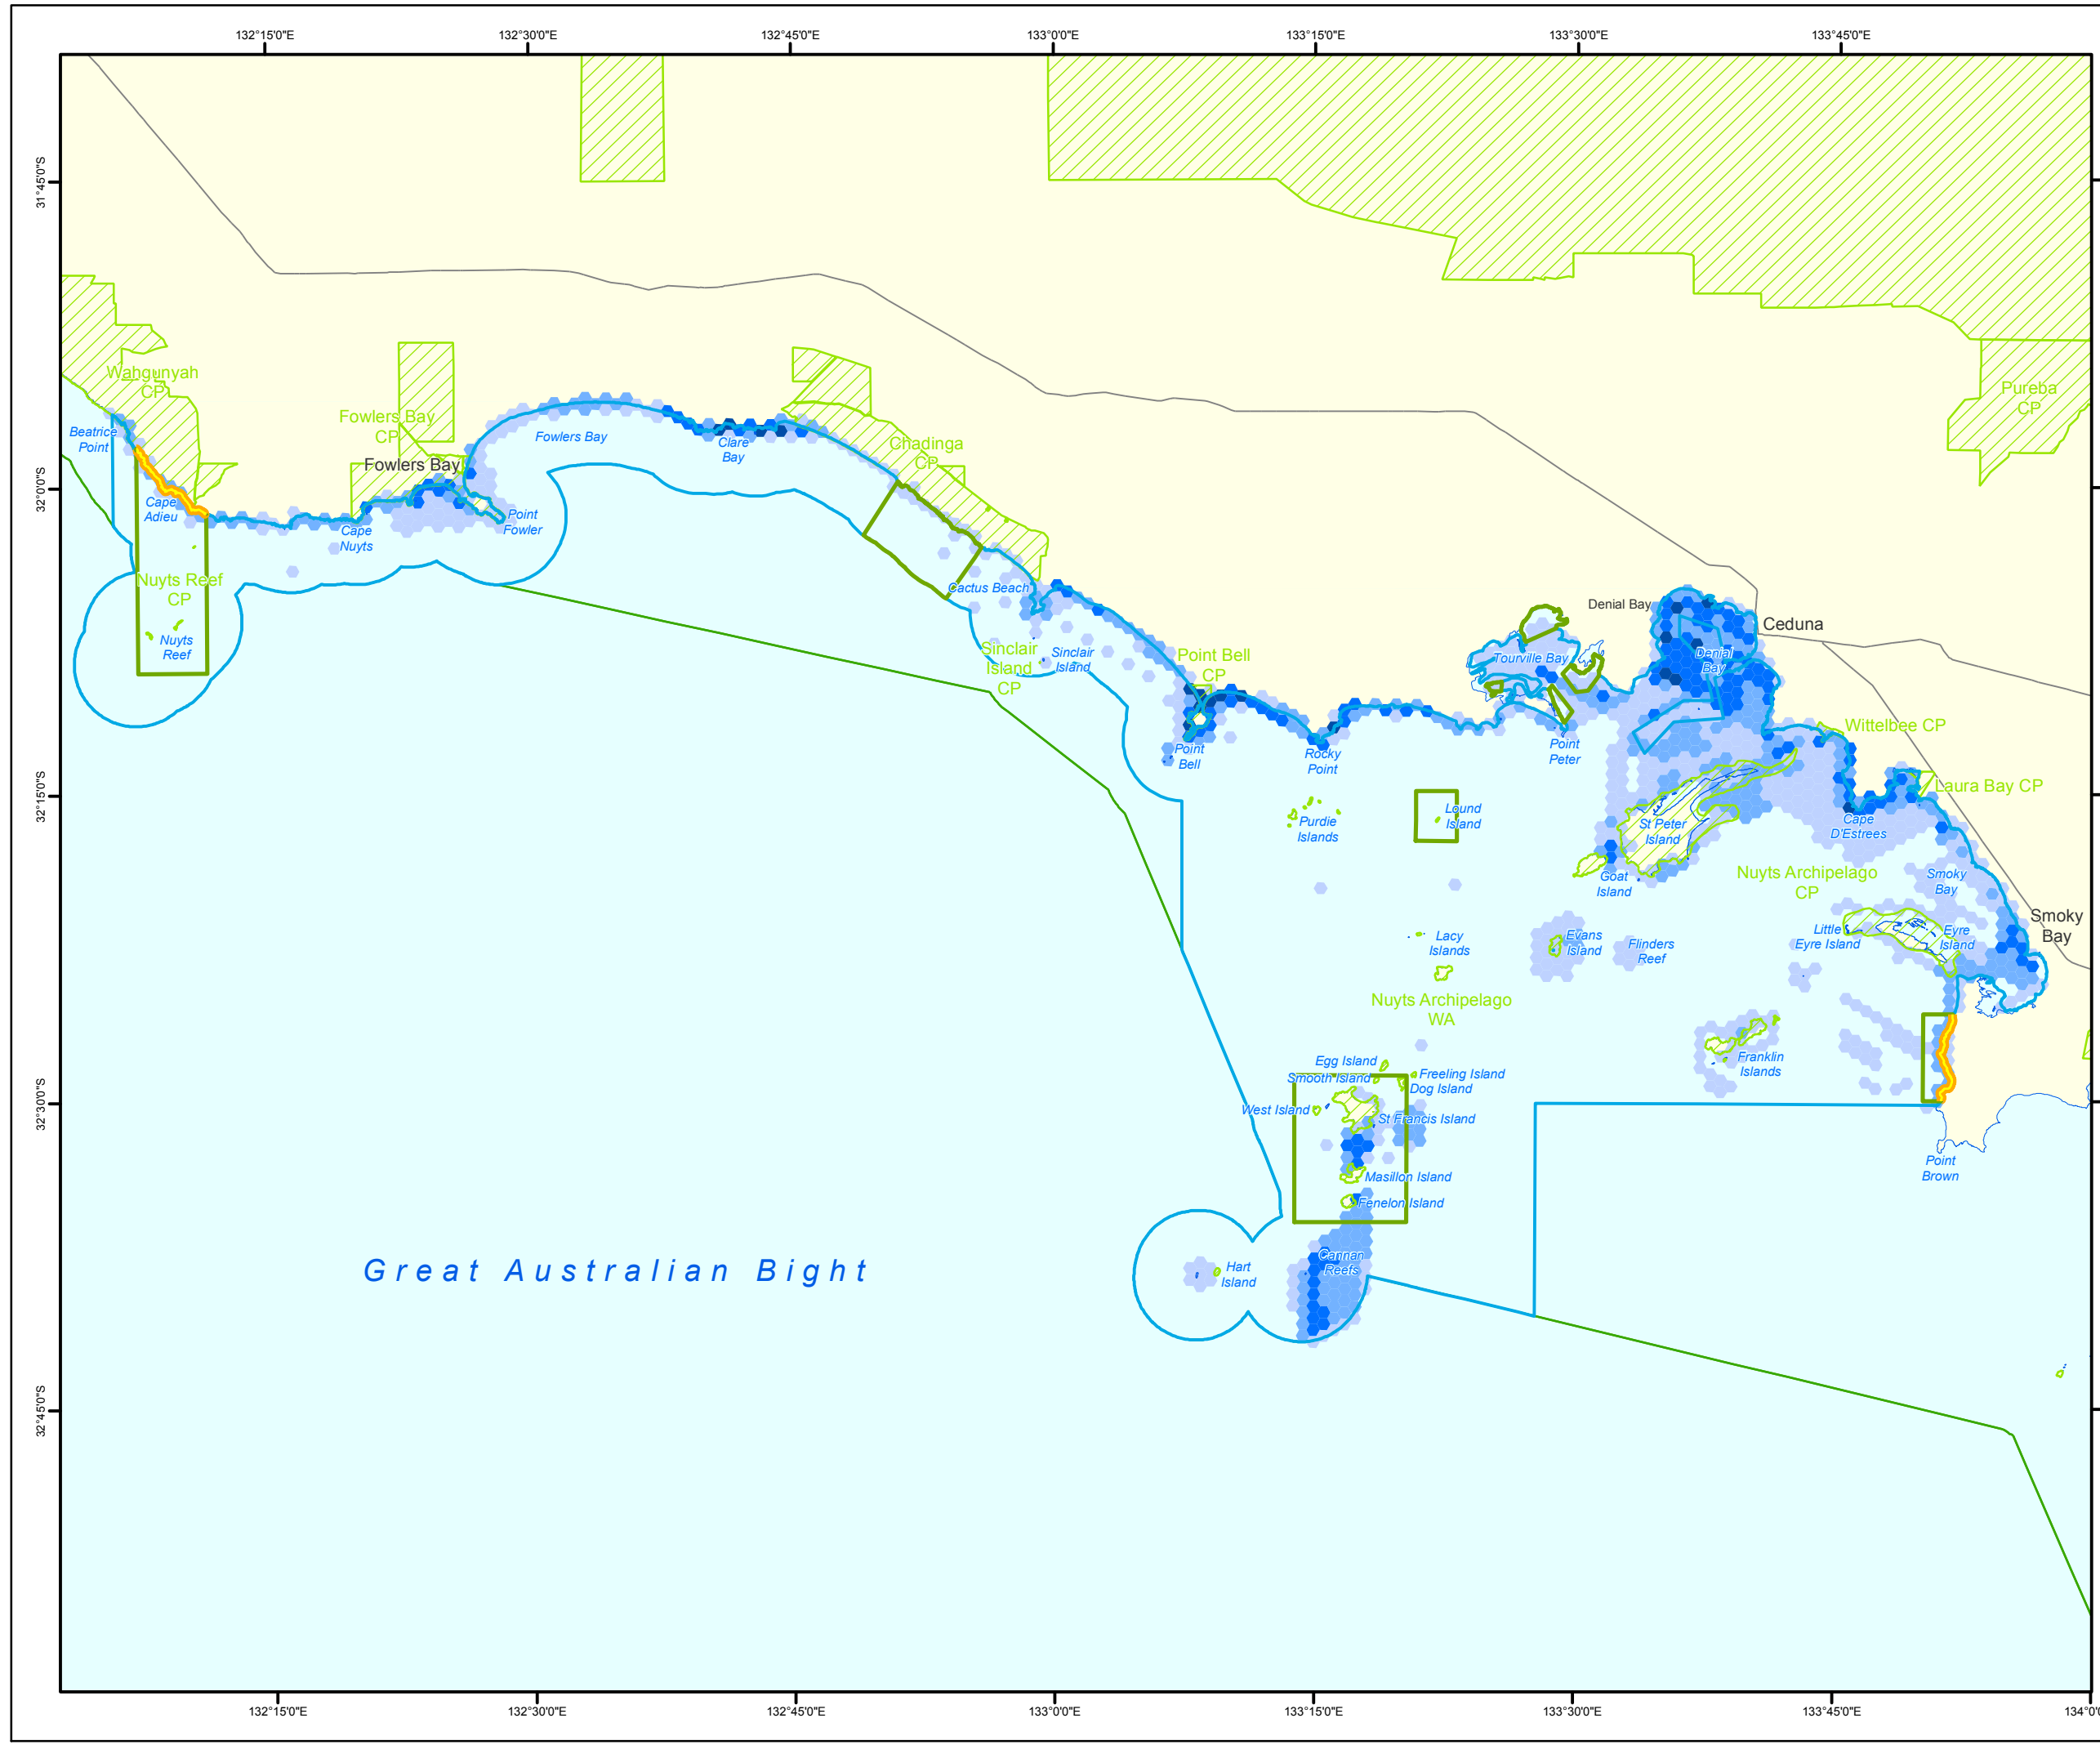 132°15'0"E
132°30'0"E
132°45'0"E
133°0'0"E
133°15'0"E
133°30'0"E
133°45'0"E
31°45'0"S
32°0'0"S
32°15'0"S
32°30'0"S
32°45'0"S
Wahgunyah
CP
Beatrice
Point
Cape
Adieu
Fowlers Bay
CP
Fowlers Bay
Fowlers Bay
Clare
Bay
Chadinga
CP
Pureba
CP
Cape
Nuyts
Point
Fowler
Nuyts Reef
CP
Nuyts
Reef
Cactus Beach
Sinclair
Island
CP
Sinclair
Island
Point Bell
CP
Point
Bell
Rocky
Point
Denial Bay
Ceduna
Tourville Bay
Denial
Bay
Point
Peter
Wittelbee CP
Laura Bay CP
Purdie
Islands
Lound
Island
St Peter
Island
Cape
D'Estrees
Goat
Island
Nuyts Archipelago
CP
Smoky
Bay
Smoky
Bay
Lacy
Islands
Evans
Island
Flinders
Reef
Little
Eyre Island
Eyre
Island
Nuyts Archipelago
WA
Egg Island
Smooth Island
Freeling Island
Dog Island
West Island
St Francis Island
Franklin
Islands
Masillon Island
Fenelon Island
Point
Brown
Cannan
Reefs
Hart
Island
Great Australian Bight
132°15'0"E
132°30'0"E
132°45'0"E
133°0'0"E
133°15'0"E
133°30'0"E
133°45'0"E
134°0'0